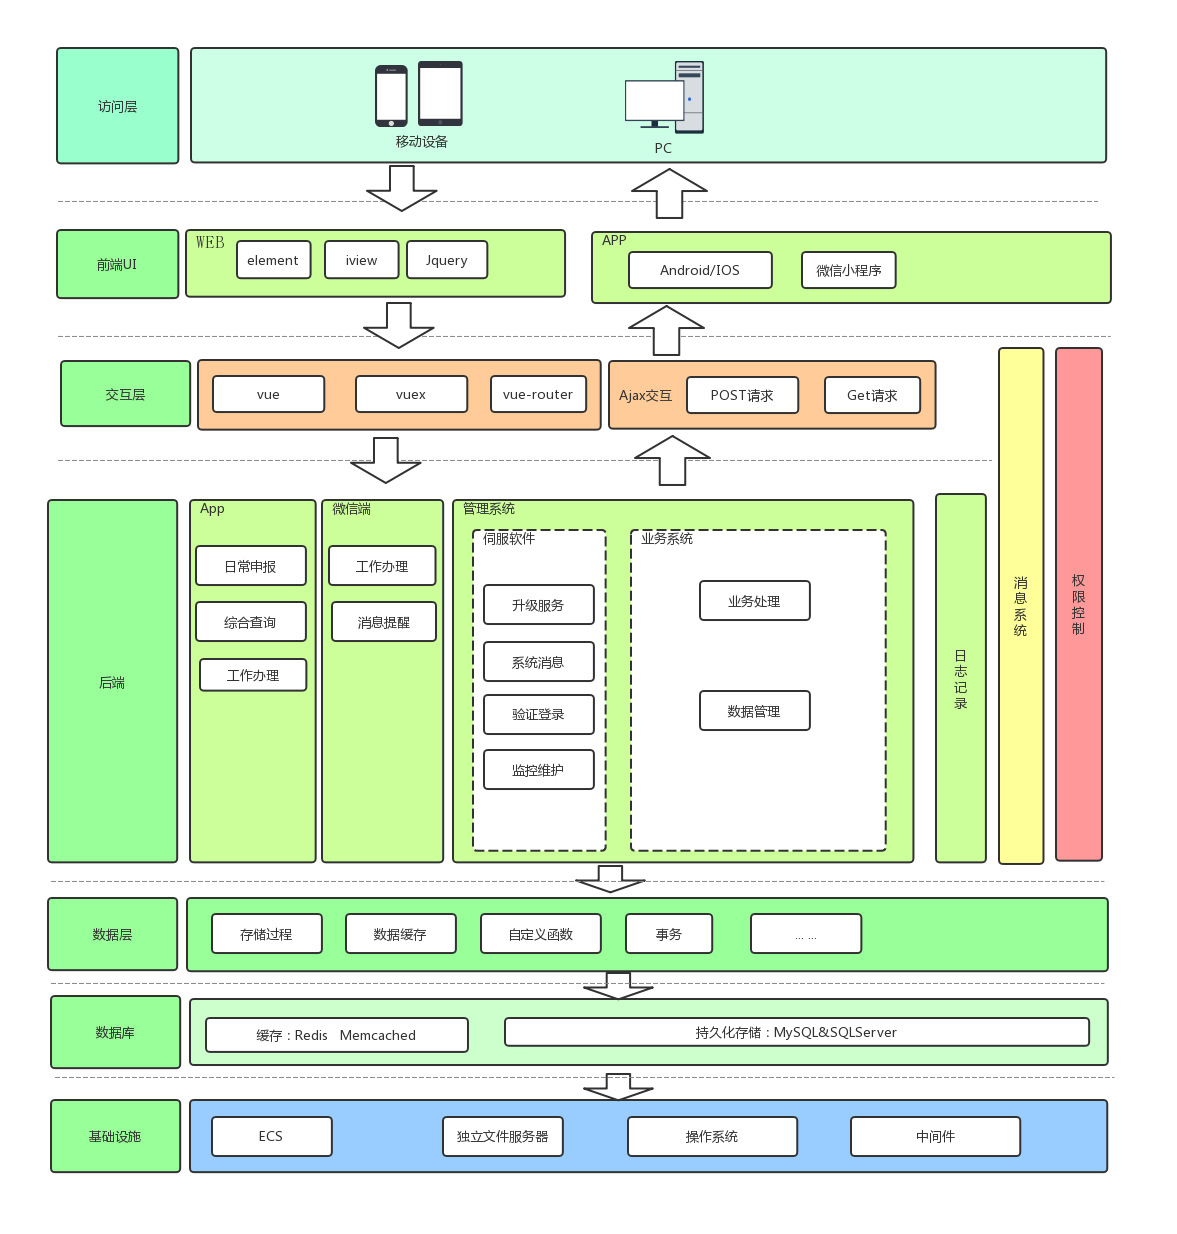 访问层
移动设备
PC
前端UI
WEB
element
iview
Jquery
APP
Android/IOS
微信小程序
交互层
vue
vuex
vue-router
Ajax交互
POST请求
Get请求
后端
App
日常申报
综合查询
工作办理
微信端
工作办理
消息提醒
管理系统
伺服软件
升级服务
系统消息
验证登录
监控维护
业务系统
业务处理
数据管理
日志记录
消息系统
权限控制
数据层
存储过程
数据缓存
自定义函数
事务
... ...
数据库
缓存：Redis Memcached
持久化存储：MySQL&SQLServer
基础设施
ECS
独立文件服务器
操作系统
中间件